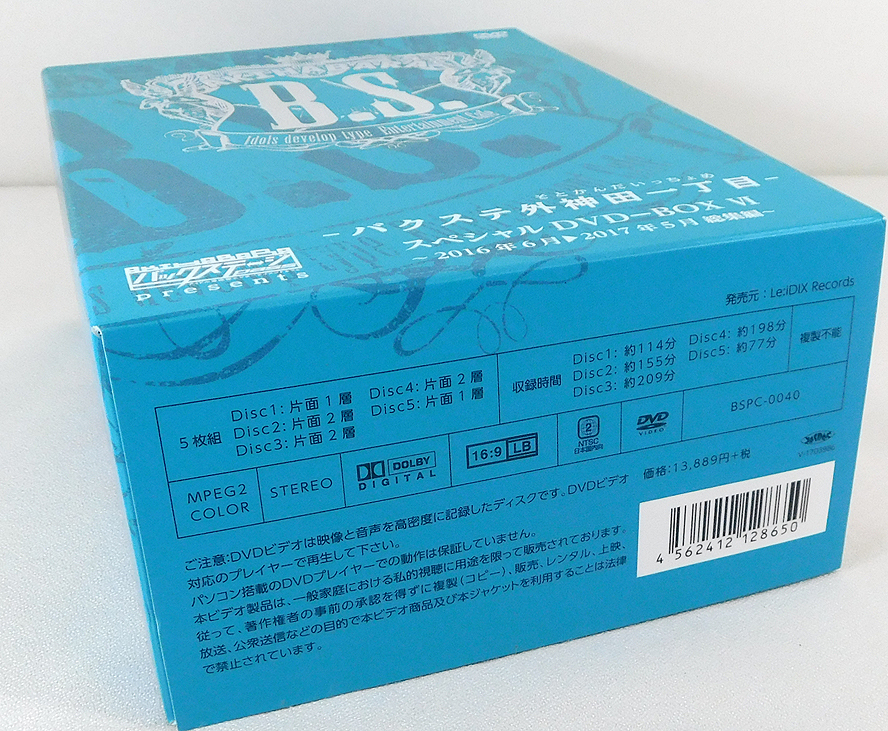 DVD
B.S.
Idols develop type Entertainment Cafe
そとかんだいっちょめ
-バクステ外神田一丁目-
スペシャルDVD-BOX VI
~2016年6月▶2017年5月 総集編~
presents
発売元：Le:iDIX Records
5枚組
Disc1: 片面1層 Disc4: 片面2層
Disc2: 片面2層 Disc5: 片面1層
Disc3: 片面2層
収録時間
Disc1: 約114分 Disc4: 約198分
Disc2: 約155分 Disc5: 約77分
Disc3: 約209分
複製不能
MPEG2
COLOR
STEREO
DOLBY
DIGITAL
16:9 LB
2
NTSC
日本国内向
DVD
VIDEO
BSPC-0040
価格：13,889円+税
ご注意:DVDビデオは映像と音声を高密度に記録したディスクです。DVDビデオ
対応のプレイヤーで再生して下さい。
パソコン搭載のDVDプレイヤーでの動作は保証していません。
本ビデオ製品は、一般家庭における私的視聴に用途を限って販売されております。
従って、著作権者の事前の承認を得ずに複製(コピー)、販売、レンタル、上映、
放送、公衆送信などの目的で本ビデオ商品及び本ジャケットを利用することは法律
で禁止されています。
4 562412 128650